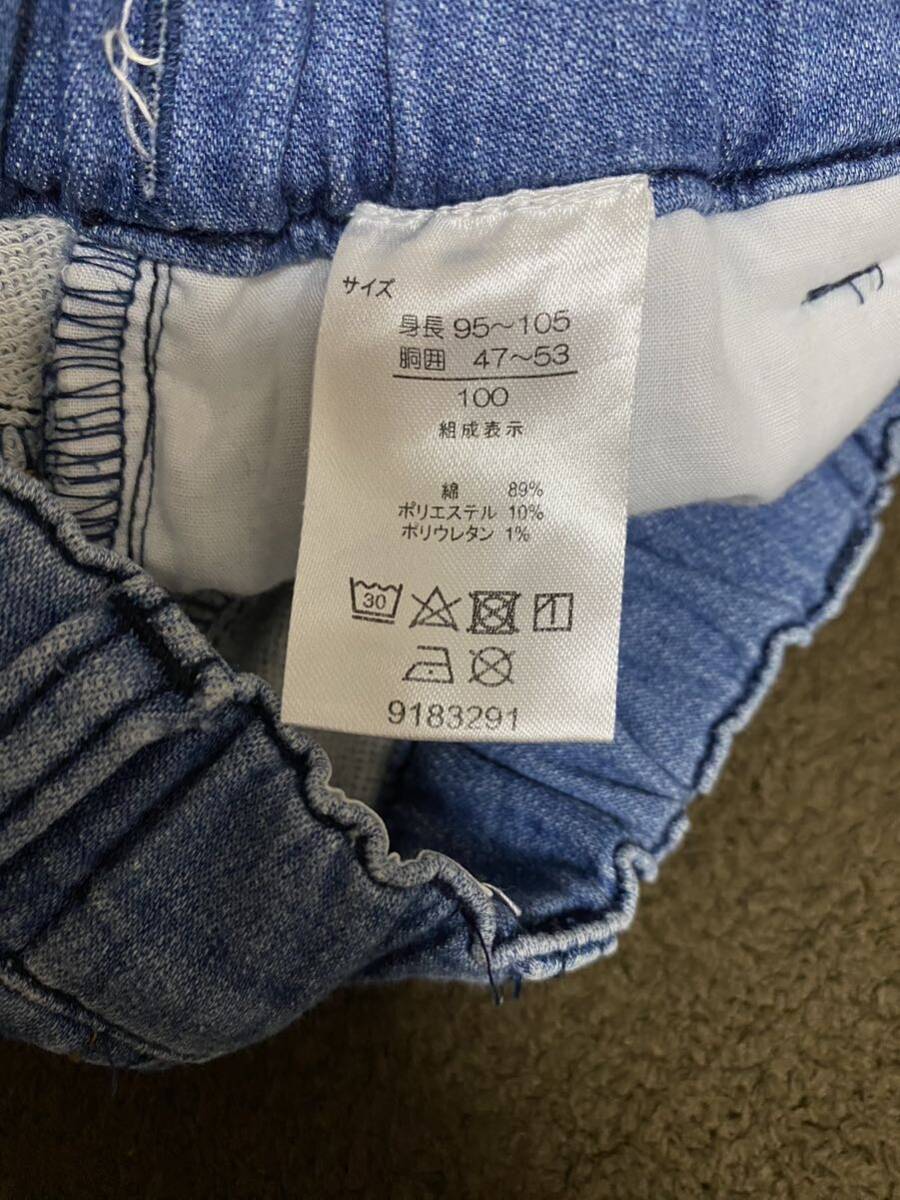 サイズ
身長 95〜105
胴囲 47〜53
100
組成表示
綿 89%
ポリエステル 10%
ポリウレタン 1%
30
9183291